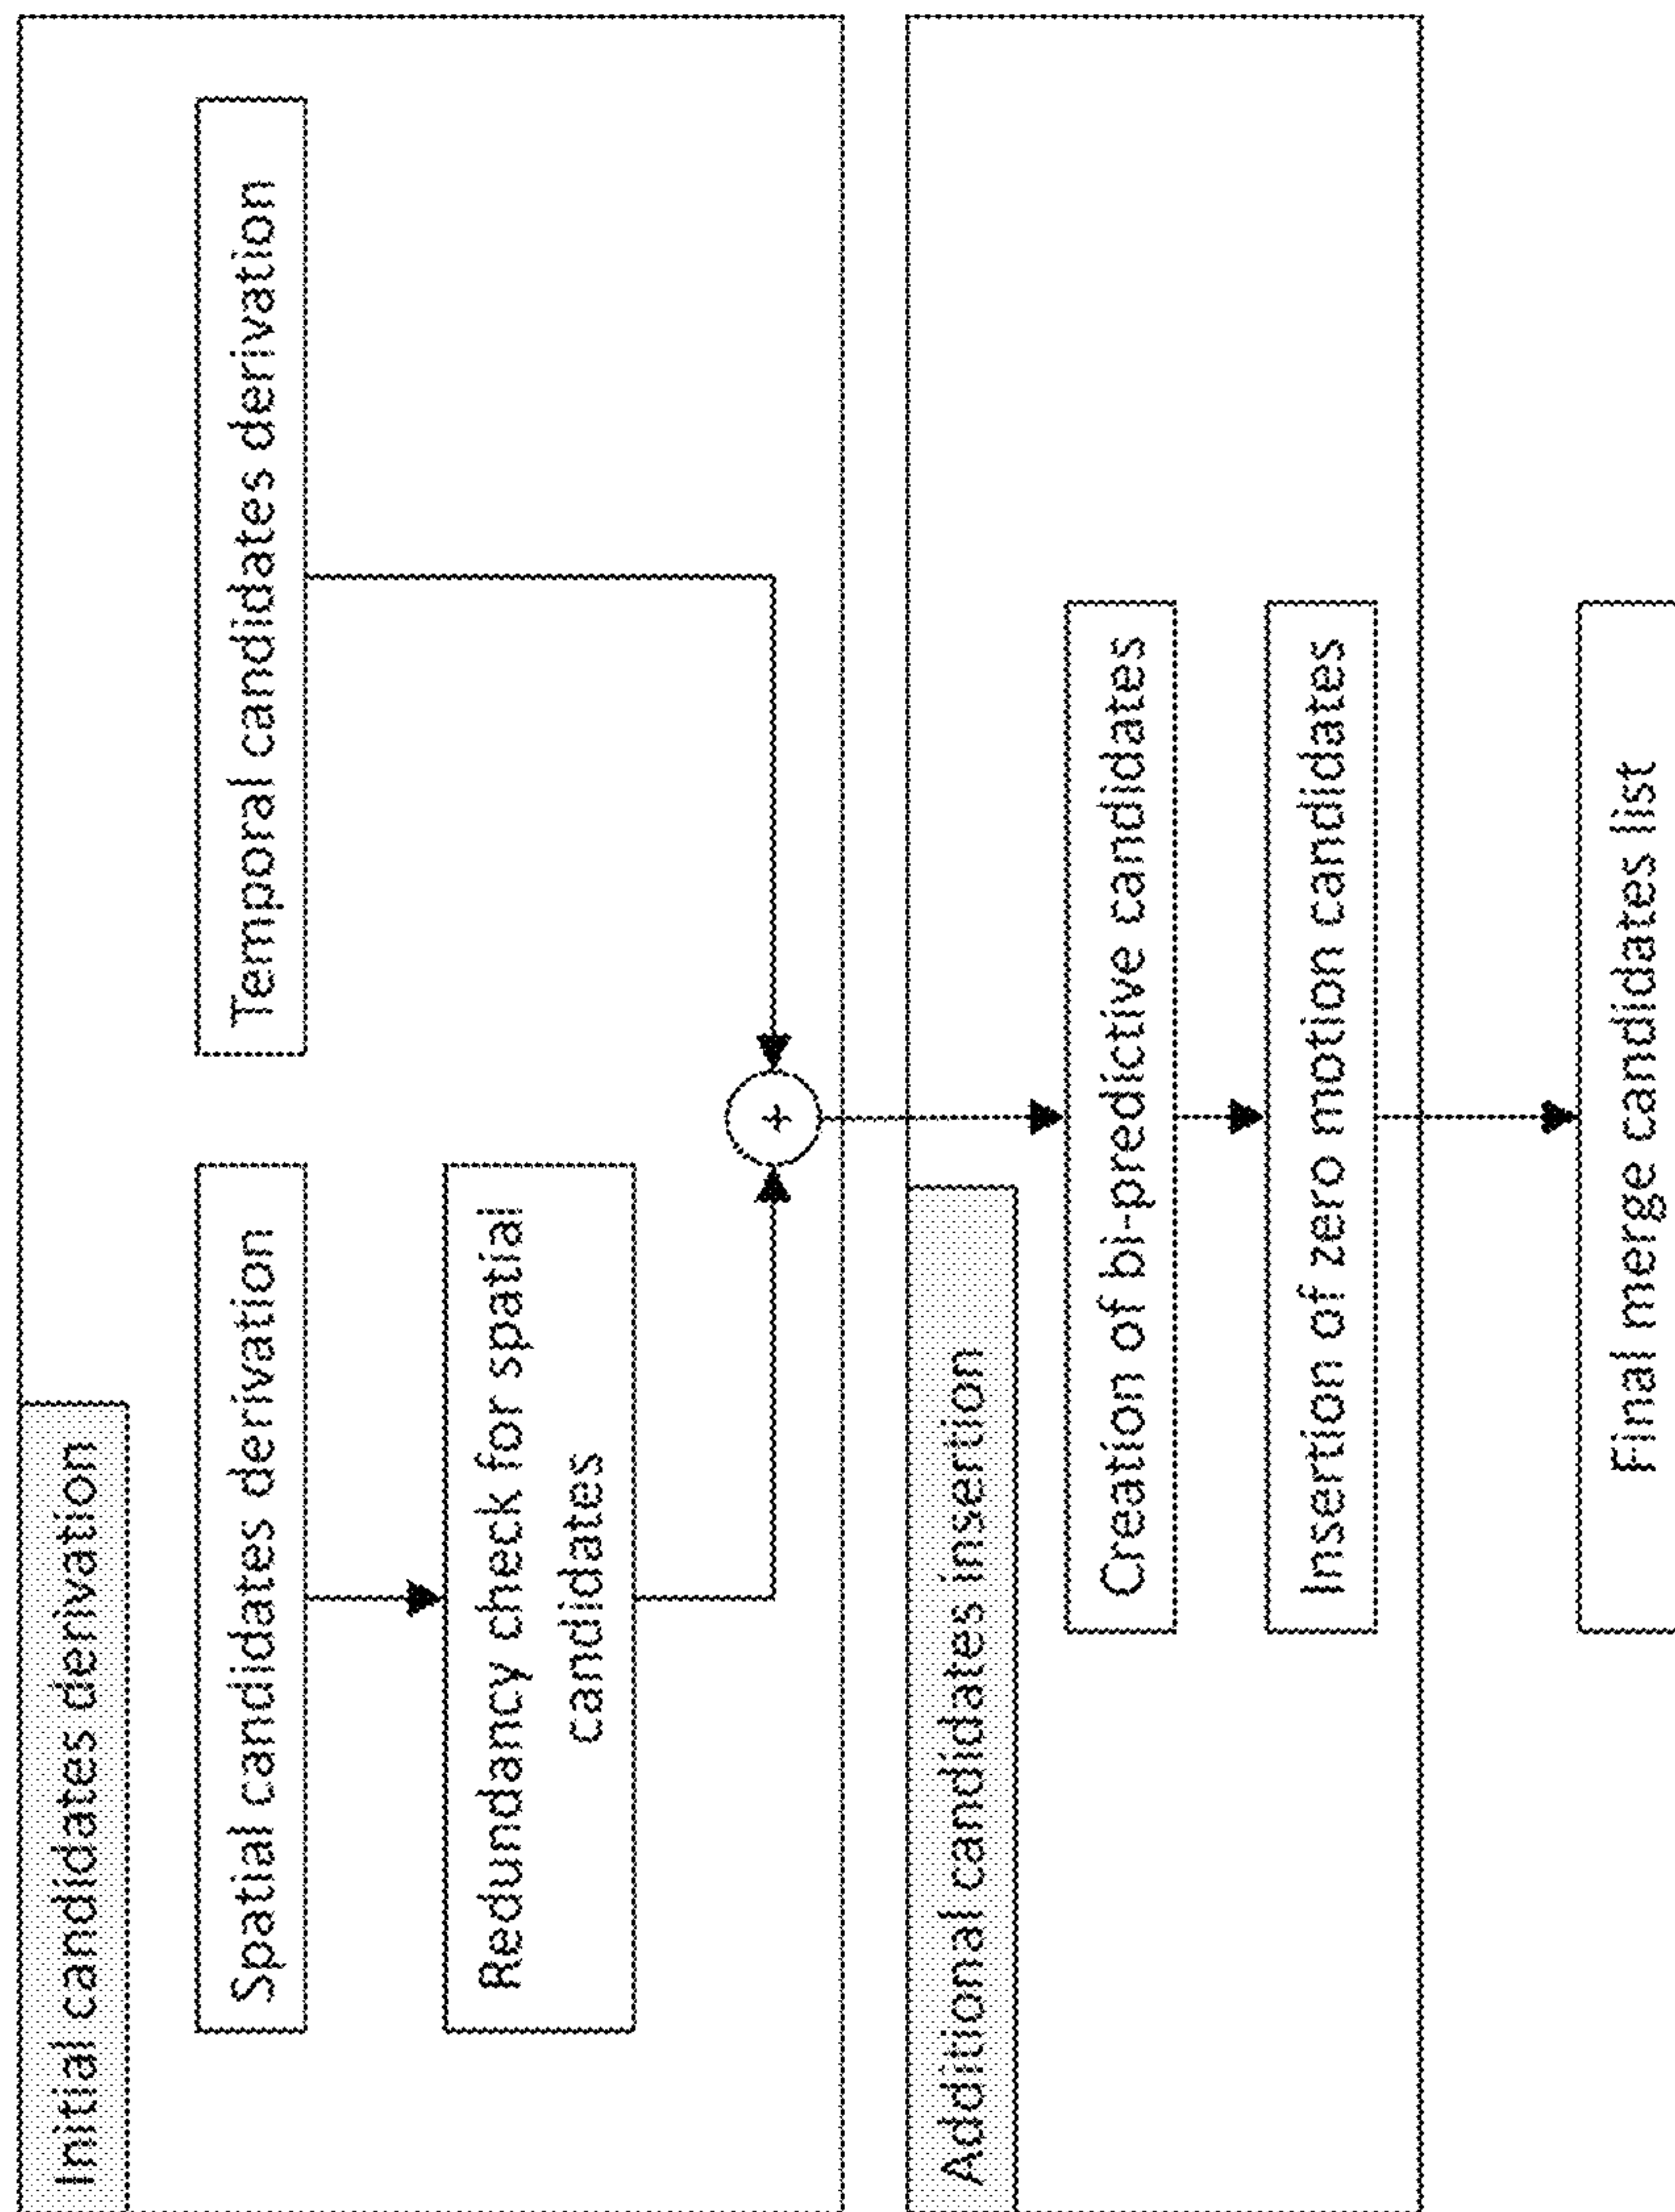 Initial candidates derivation
Spatial candidates derivation
Temporal candidates derivation
Redundancy check for spatial
candidates
+
Additional candidates insertion
Creation of bi-predictive candidates
Insertion of zero motion candidates
Final merge candidates list